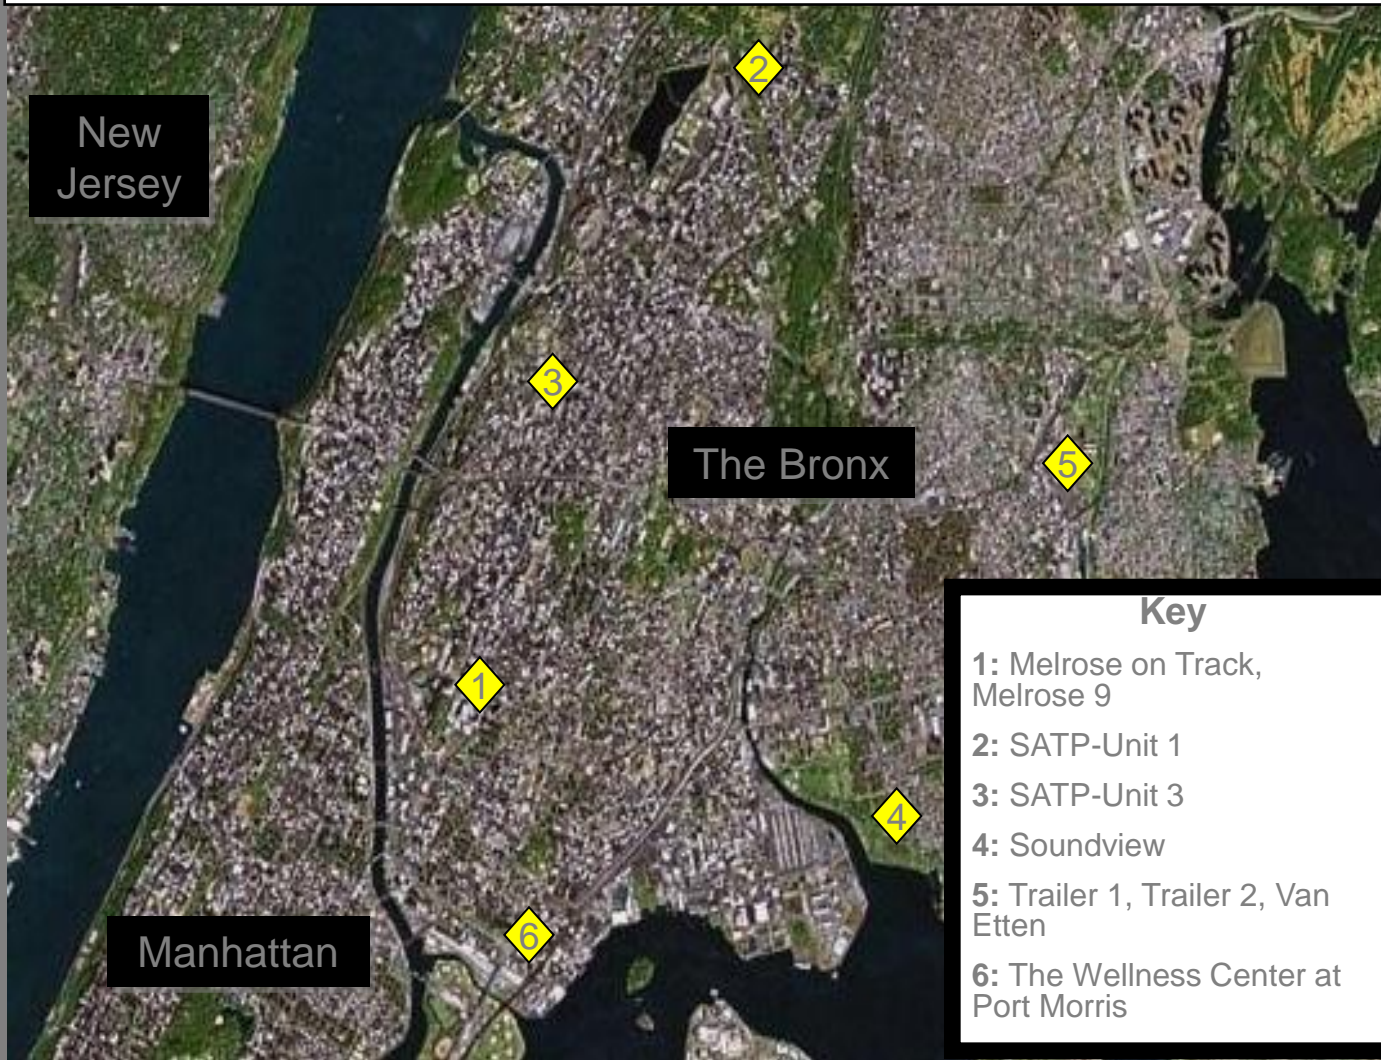 2
New
Jersey
3
The Bronx
5
1
4
6
Manhattan
Key
1: Melrose on Track,
Melrose 9
2: SATP-Unit 1
3: SATP-Unit 3
4: Soundview
5: Trailer 1, Trailer 2, Van
Etten
6: The Wellness Center at
Port Morris